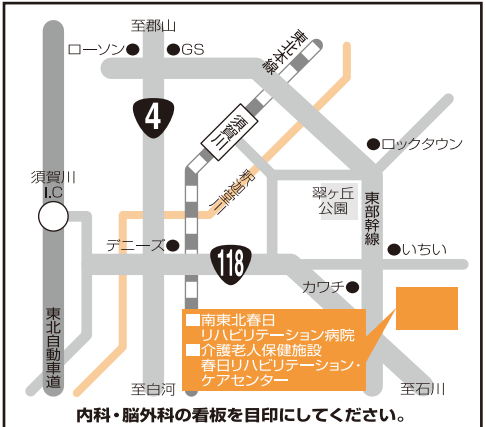 至郡山
ローソン●
●GS
東北本線
4
須賀川
●ロックタウン
須賀川
I.C
釈迦堂川
翠ヶ丘
公園
東部幹線
デニーズ●
118
●いちい
カワチ●
東北自動車道
■南東北春日
リハビリテーション病院
■介護老人保健施設
春日リハビリテーション・
ケアセンター
至白河
至石川
内科・脳外科の看板を目印にしてください。